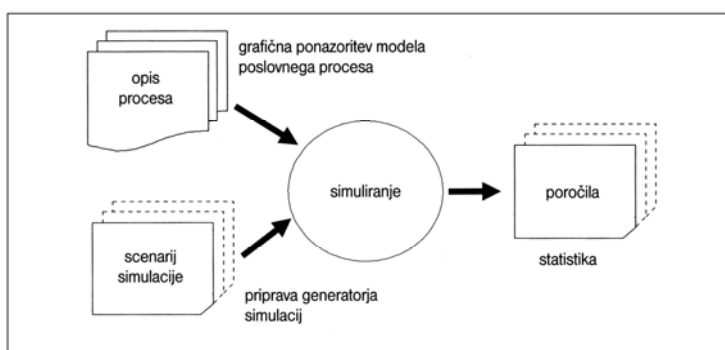 grafična ponazoritev modela
poslovnega procesa
opis
procesa
simuliranje
poročila
statistika
scenarij
simulacije
priprava generatorja
simulacij